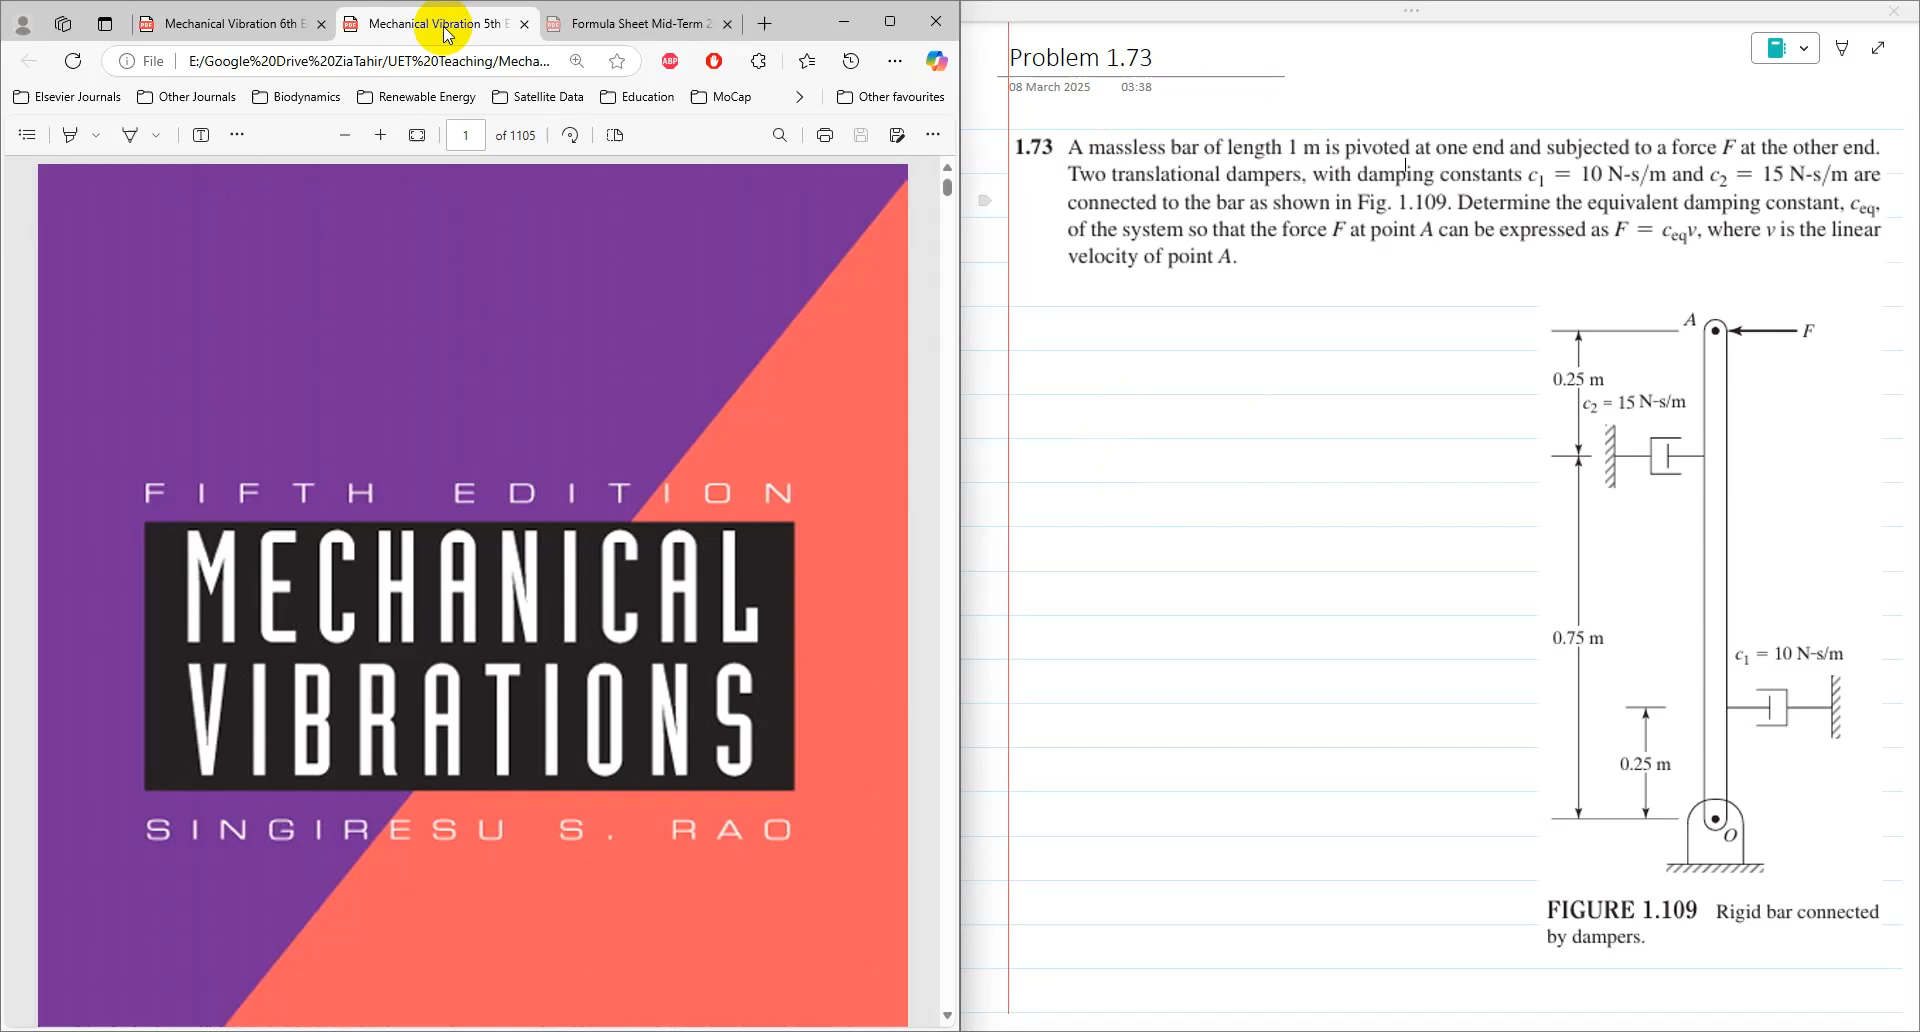 Mechanical Vibration 6th E
Mechanical Vibration 5th E
Formula Sheet Mid-Term 2
File
E:/Google%20Drive%20ZiaTahir/UET%20Teaching/Mecha...
ABP
Elsevier Journals
Other Journals
Biodynamics
Renewable Energy
Satellite Data
Education
MoCap
Other favourites
1
of 1105
FIFTH EDITION
MECHANICAL
VIBRATIONS
SINGIRESU S. RAO
Problem 1.73
08 March 2025 03:38
1.73 A massless bar of length 1 m is pivoted at one end and subjected to a force F at the other end.
Two translational dampers, with damping constants c₁ = 10 N-s/m and c₂ = 15 N-s/m are
connected to the bar as shown in Fig. 1.109. Determine the equivalent damping constant, c_eq,
of the system so that the force F at point A can be expressed as F = c_eq v, where v is the linear
velocity of point A.
A
F
0.25 m
c₂ = 15 N-s/m
0.75 m
c₁ = 10 N-s/m
0.25 m
O
FIGURE 1.109 Rigid bar connected
by dampers.